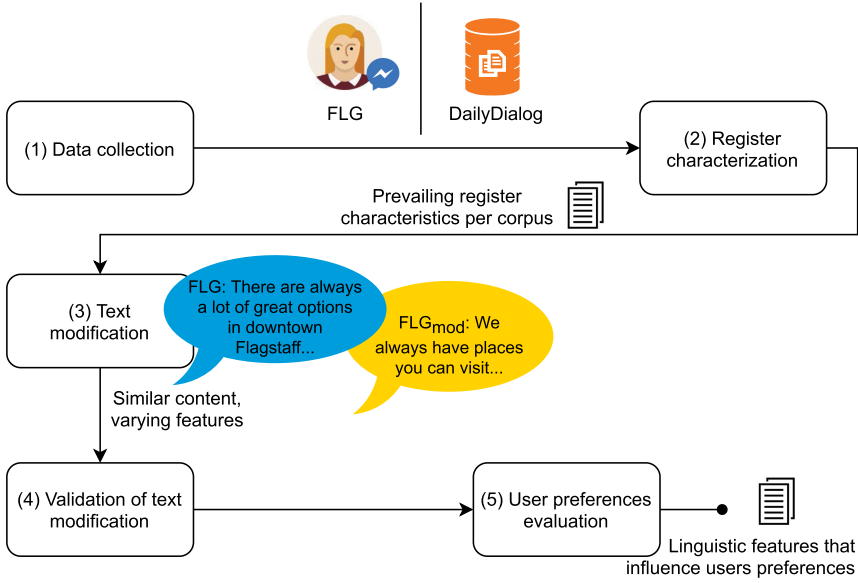 FLG
DailyDialog
(1) Data collection
(2) Register
characterization
Prevailing register
characteristics per corpus
(3) Text
modification
FLG: There are always
a lot of great options
in downtown
Flagstaff...
FLGmod: We
always have places
you can visit...
Similar content,
varying features
(4) Validation of text
modification
(5) User preferences
evaluation
Linguistic features that
influence users preferences